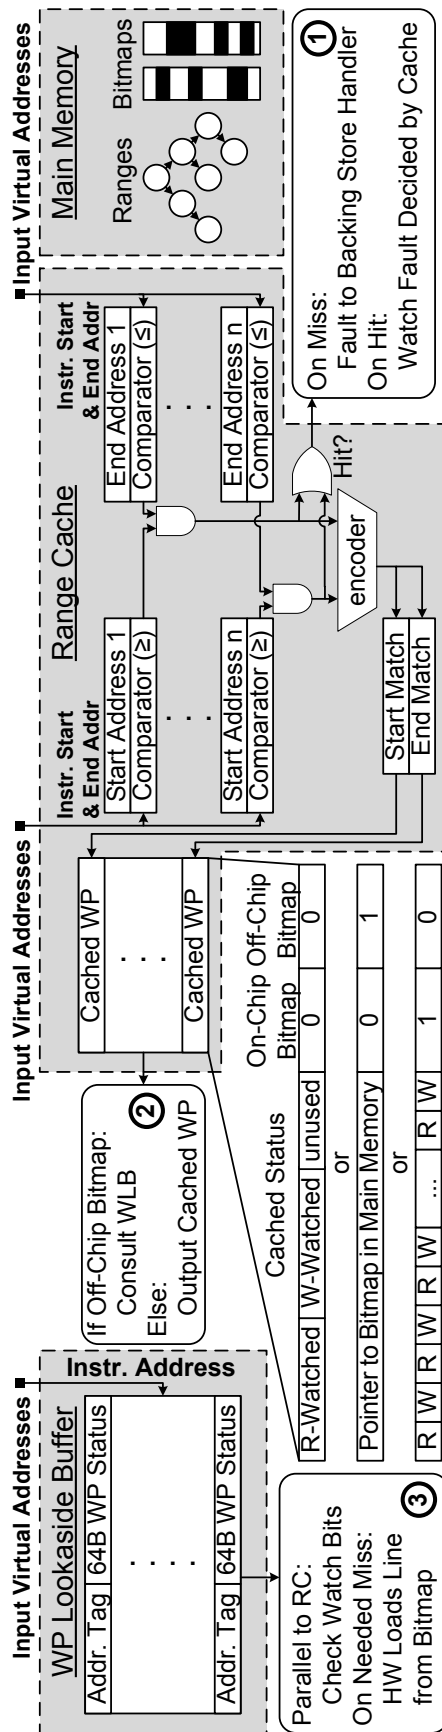 Input Virtual Addresses
WP Lookaside Buffer
Instr. Address
Addr. Tag
64B WP Status
. . . .
Addr. Tag
64B WP Status
Parallel to RC:
Check Watch Bits
On Needed Miss:
HW Loads Line
from Bitmap
3
If Off-Chip Bitmap:
Consult WLB
Else:
Output Cached WP
2
Input Virtual Addresses
Range Cache
Cached WP
. . .
Cached WP
Instr. Start
& End Addr
Start Address 1
Comparator (≥)
. . .
Start Address n
Comparator (≥)
Instr. Start
& End Addr
End Address 1
Comparator (≤)
. . .
End Address n
Comparator (≤)
Hit?
encoder
Start Match
End Match
Cached Status
On-Chip
Bitmap
Off-Chip
Bitmap
R-Watched
W-Watched
unused
0
0
or
Pointer to Bitmap in Main Memory
0
1
or
R
W
R
W
R
W
...
R
W
1
0
Input Virtual Addresses
Main Memory
Ranges
Bitmaps
1
On Miss:
Fault to Backing Store Handler
On Hit:
Watch Fault Decided by Cache